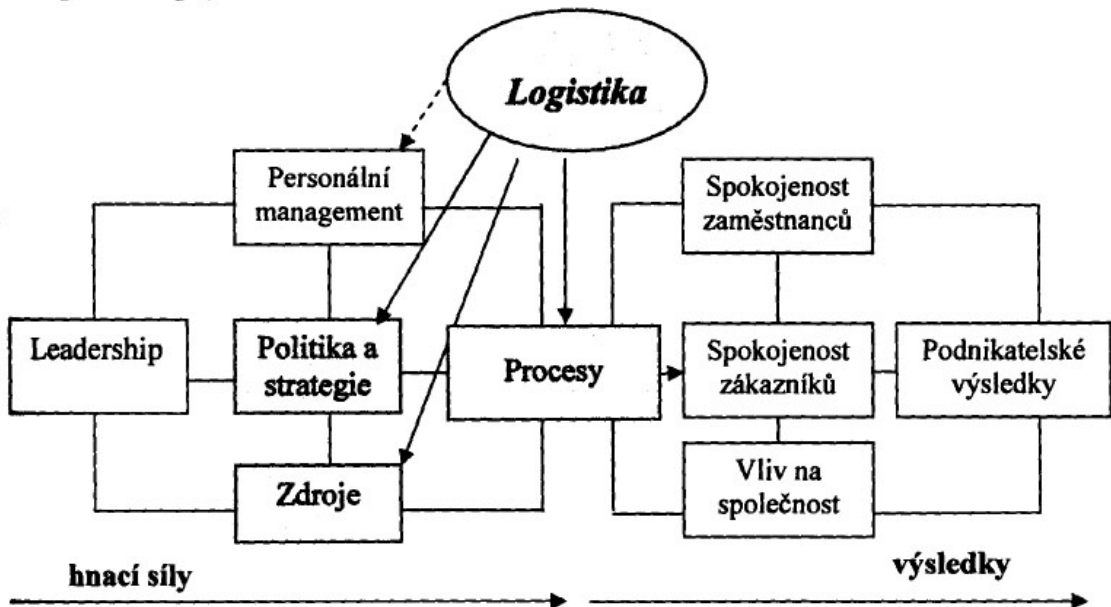 Logistika
Personální
management
Spokojenost
zaměstnanců
Leadership
Politika a
strategie
Procesy
Spokojenost
zákazníků
Podnikatelské
výsledky
Zdroje
Vliv na
společnost
hnací síly
výsledky